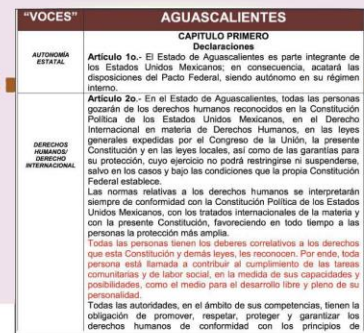 “VOCES”
AGUASCALIENTES
CAPITULO PRIMERO
Declaraciones
AUTONOMÍA
ESTATAL
Artículo 1o.- El Estado de Aguascalientes es parte integrante de
los Estados Unidos Mexicanos; en consecuencia, acatará las
disposiciones del Pacto Federal, siendo autónomo en su régimen
interno.
DERECHOS
HUMANOS/
DERECHO
INTERNACIONAL
Artículo 2o.- En el Estado de Aguascalientes, todas las personas
gozarán de los derechos humanos reconocidos en la Constitución
Política de los Estados Unidos Mexicanos, en el Derecho
Internacional en materia de Derechos Humanos, en las leyes
generales expedidas por el Congreso de la Unión, la presente
Constitución y en las leyes locales, así como de las garantías para
su protección, cuyo ejercicio no podrá restringirse ni suspenderse,
salvo en los casos y bajo las condiciones que la propia Constitución
Federal establece.
Las normas relativas a los derechos humanos se interpretarán
siempre de conformidad con la Constitución Política de los Estados
Unidos Mexicanos, con los tratados internacionales de la materia y
con la presente Constitución, favoreciendo en todo tiempo a las
personas la protección más amplia.
Todas las personas tienen los deberes correlativos a los derechos
que esta Constitución y demás leyes, les reconocen. Por ende, toda
persona está llamada a contribuir al cumplimiento de las tareas
comunitarias y de labor social, en la medida de sus capacidades y
posibilidades, como el medio para el desarrollo libre y pleno de su
personalidad.
Todas las autoridades, en el ámbito de sus competencias, tienen la
obligación de promover, respetar, proteger y garantizar los
derechos humanos de conformidad con los principios de